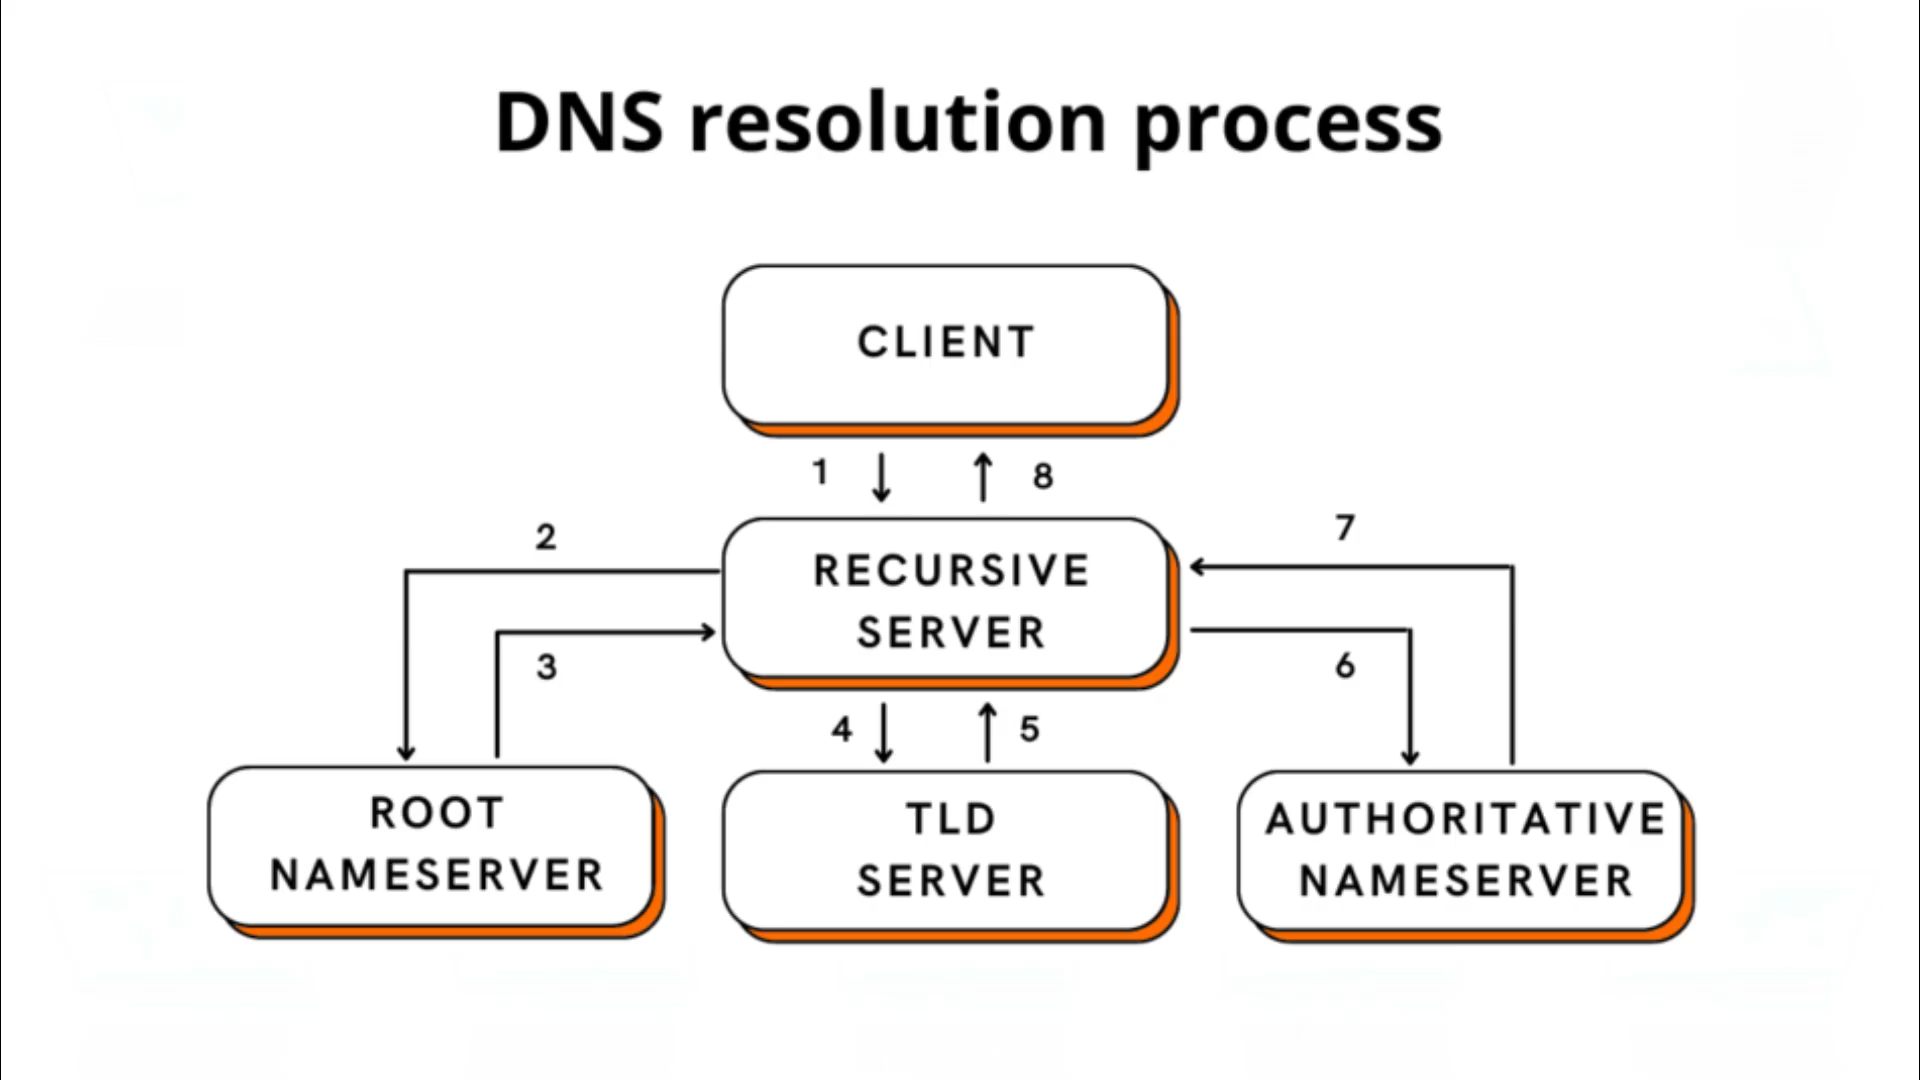 DNS resolution process
CLIENT
1
8
2
7
RECURSIVE
SERVER
3
6
4
5
ROOT
NAMESERVER
TLD
SERVER
AUTHORITATIVE
NAMESERVER